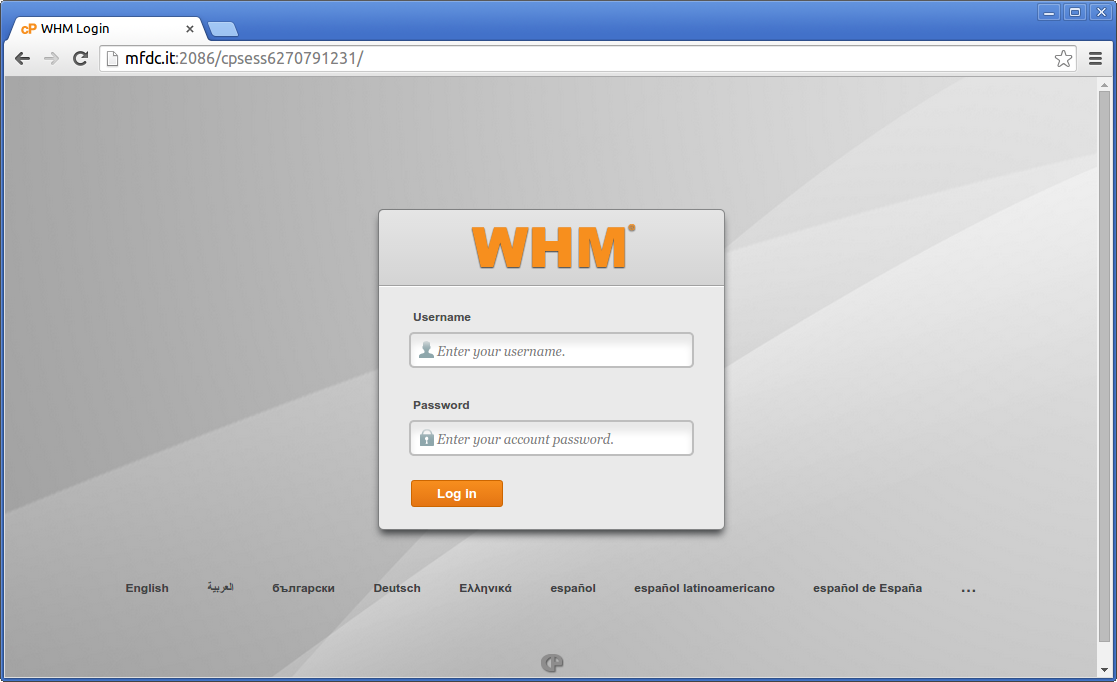 cP WHM Login
mfdc.it:2086/cpsess6270791231/
WHM
Username
Enter your username.
Password
Enter your account password.
Log in
English العربية български Deutsch Ελληνικά español español latinoamericano español de España ...
cP